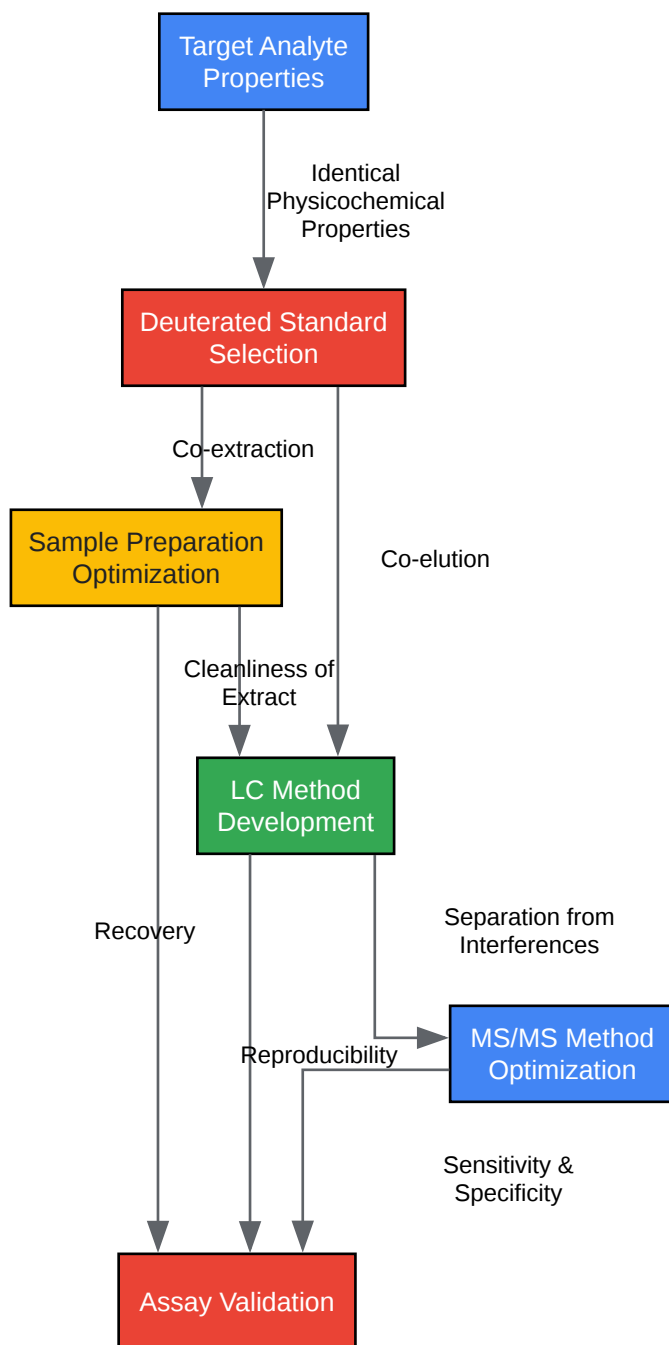 Target Analyte
Properties
Identical
Physicochemical
Properties
Deuterated Standard
Selection
Co-extraction
Sample Preparation
Optimization
Co-elution
Cleanliness of
Extract
LC Method
Development
Recovery
Separation from
Interferences
MS/MS Method
Optimization
Reproducibility
Sensitivity &
Specificity
Assay Validation